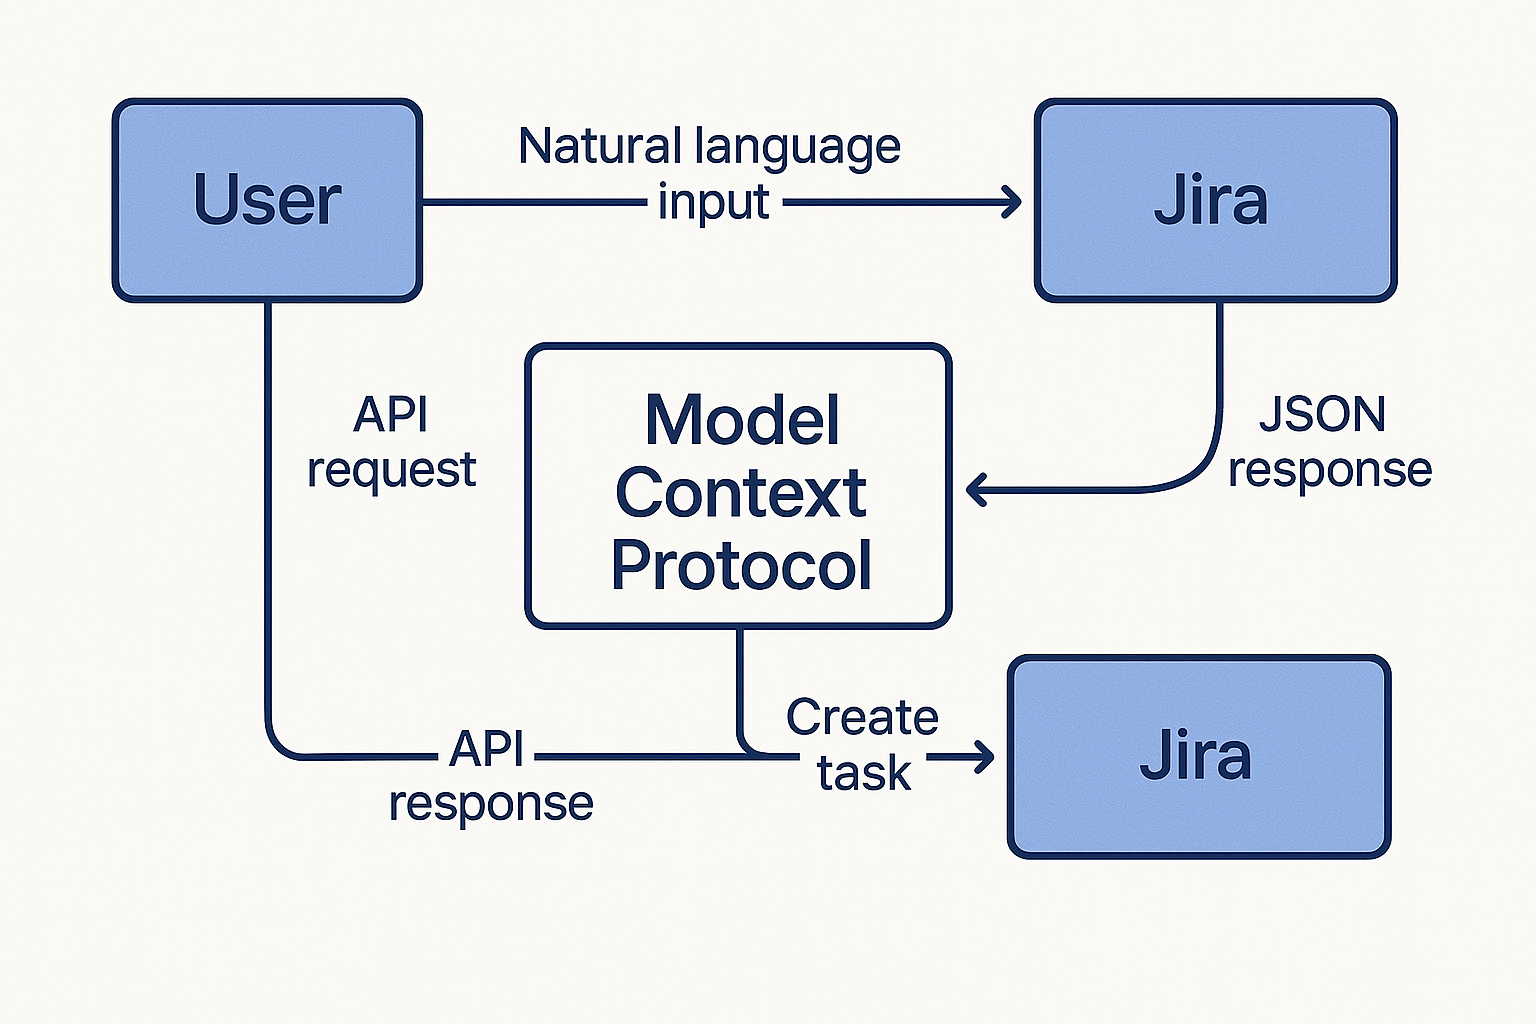 User
Natural language
input
Jira
API
request
Model
Context
Protocol
JSON
response
API
response
Create
task
Jira